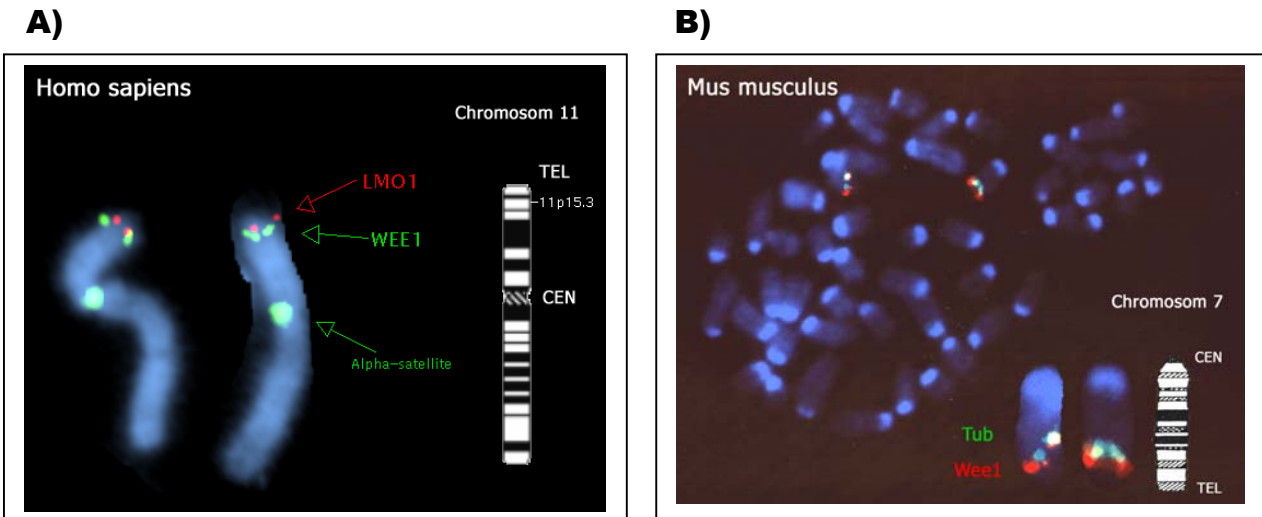 A)
Homo sapiens
Chromosom 11
TEL
LMO1
11p15.3
WEE1
CEN
Alpha-satellite
B)
Mus musculus
Chromosom 7
CEN
Tub
Wee1
TEL